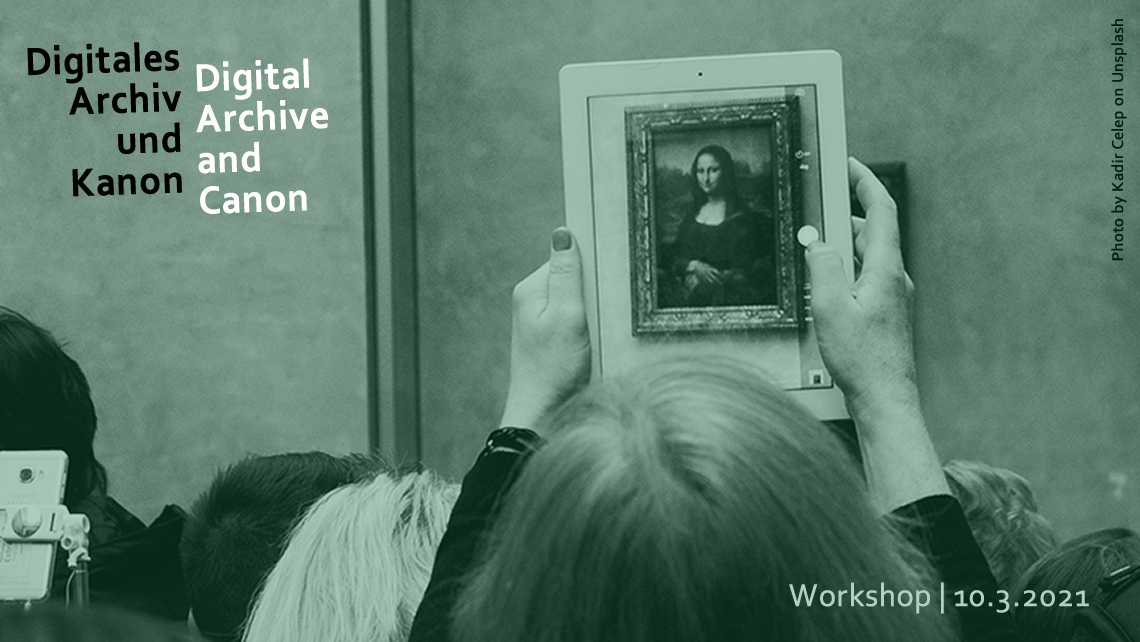 Digitales
Archiv
und
Kanon
Digital
Archive
and
Canon
Photo by Kadir Celep on Unsplash
Workshop | 10.3.2021